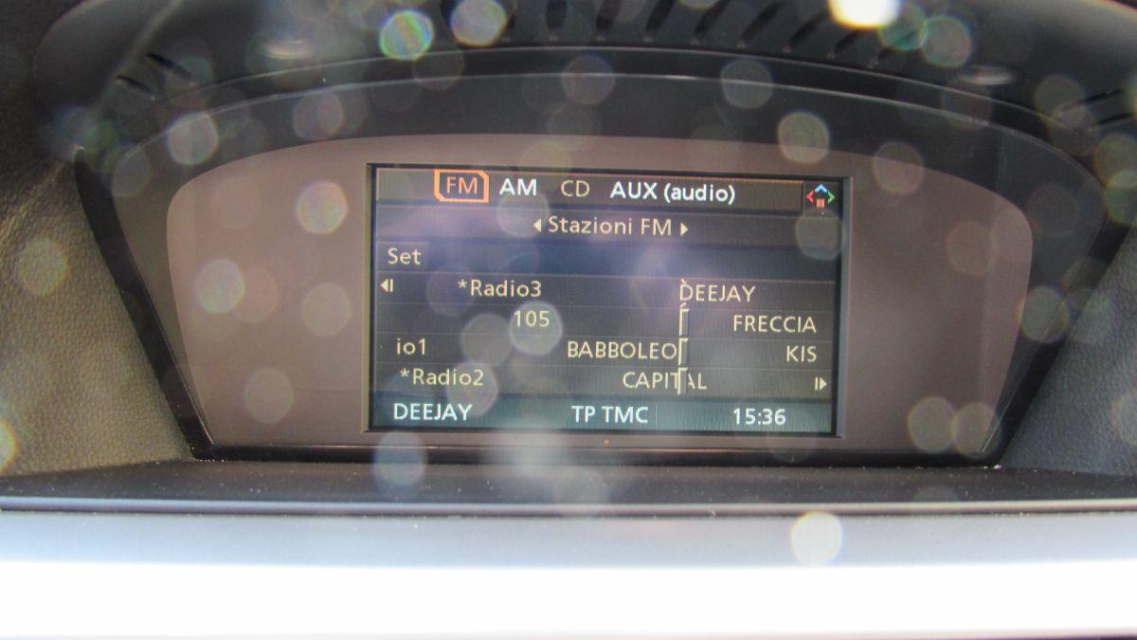 FM AM CD AUX (audio)
Stazioni FM
Set
*Radio3 DEEJAY
105 FRECCIA
io1 BABBOLEO KIS
*Radio2 CAPITAL
DEEJAY TP TMC 15:36